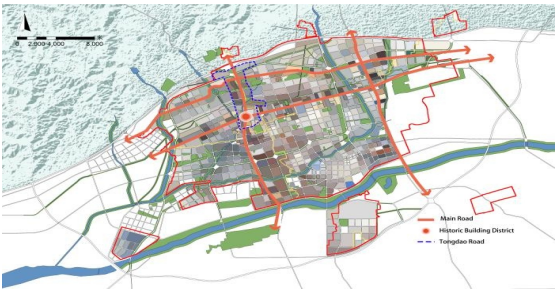 0 2,000 4,000 8,000
Main Road
Historic Building District
Tongdao Road